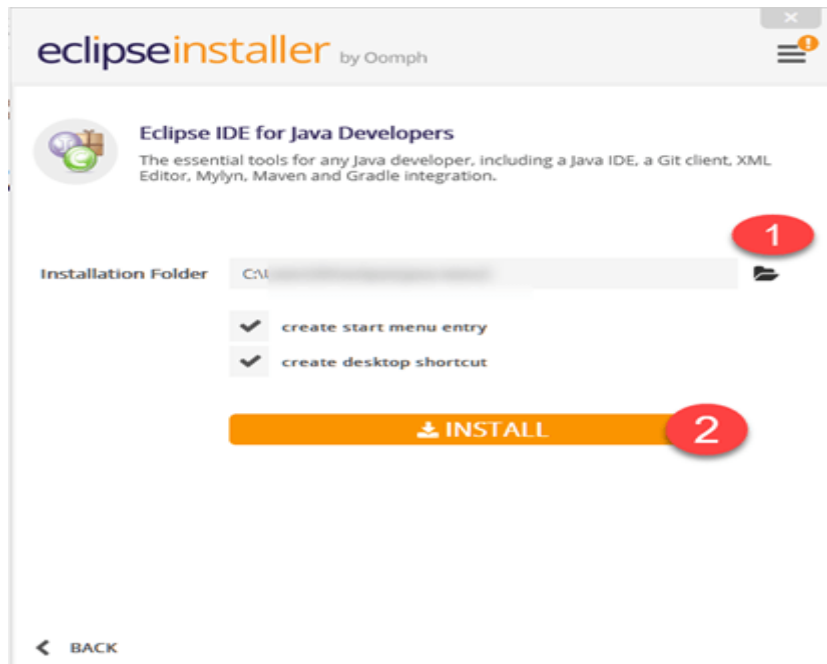 eclipseinstaller by Oomph
Eclipse IDE for Java Developers
The essential tools for any Java developer, including a Java IDE, a Git client, XML
Editor, Mylyn, Maven and Gradle integration.
1
Installation Folder C:\
create start menu entry
create desktop shortcut
INSTALL 2
BACK